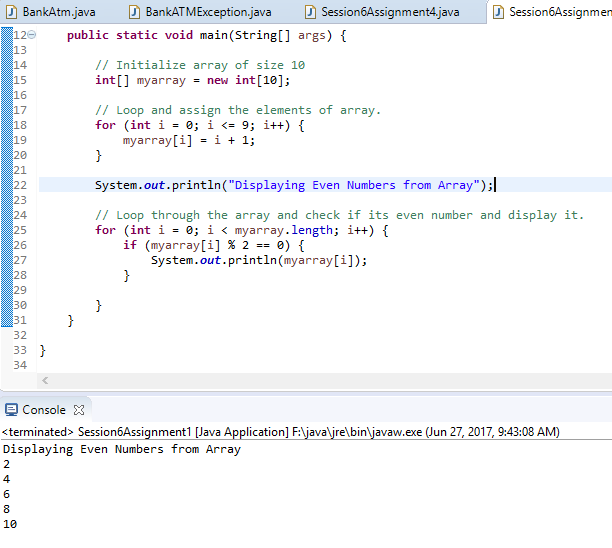 BankAtm.java BankATMException.java Session6Assignment4.java Session6Assignmen
12 public static void main(String[] args) {
13
14 // Initialize array of size 10
15 int[] myarray = new int[10];
16
17 // Loop and assign the elements of array.
18 for (int i = 0; i <= 9; i++) {
19 myarray[i] = i + 1;
20 }
21
22 System.out.println("Displaying Even Numbers from Array");
23
24 // Loop through the array and check if its even number and display it.
25 for (int i = 0; i < myarray.length; i++) {
26 if (myarray[i] % 2 == 0) {
27 System.out.println(myarray[i]);
28 }
29
30 }
31 }
32
33 }
34
Console
<terminated> Session6Assignment1 [Java Application] F:\java\jre\bin\javaw.exe (Jun 27, 2017, 9:43:08 AM)
Displaying Even Numbers from Array
2
4
6
8
10